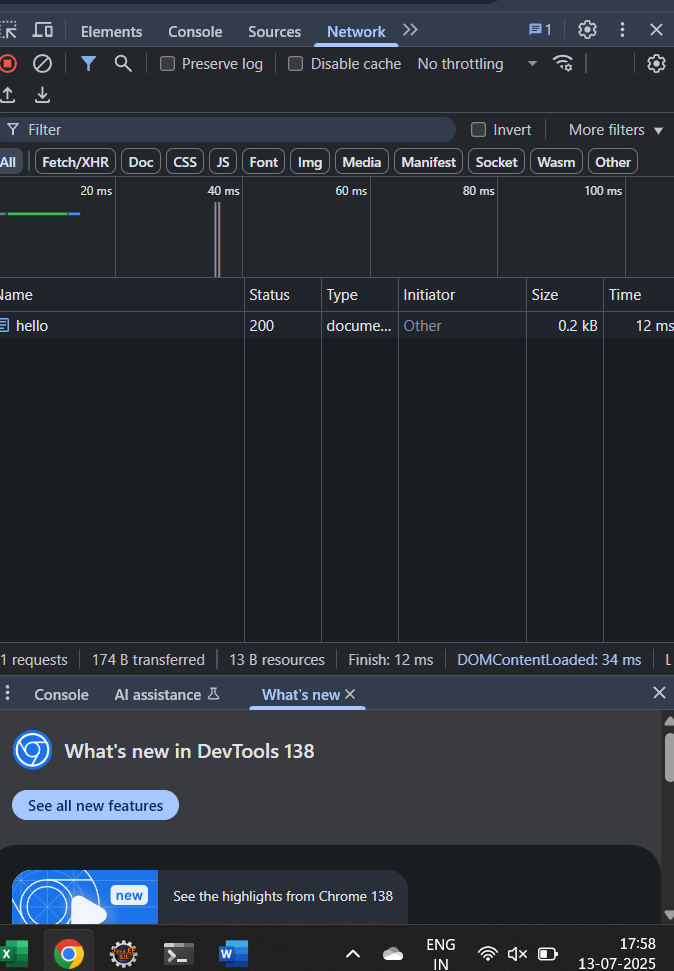 Elements Console Sources Network 1
Preserve log Disable cache No throttling
Filter Invert More filters
All Fetch/XHR Doc CSS JS Font Img Media Manifest Socket Wasm Other
20 ms 40 ms 60 ms 80 ms 100 ms
Name Status Type Initiator Size Time
hello 200 docume... Other 0.2 kB 12 ms
1 requests 174 B transferred 13 B resources Finish: 12 ms DOMContentLoaded: 34 ms L
Console AI assistance What's new
What's new in DevTools 138
See all new features
new See the highlights from Chrome 138
Java EE
IDE
ENG
IN
17:58
13-07-2025